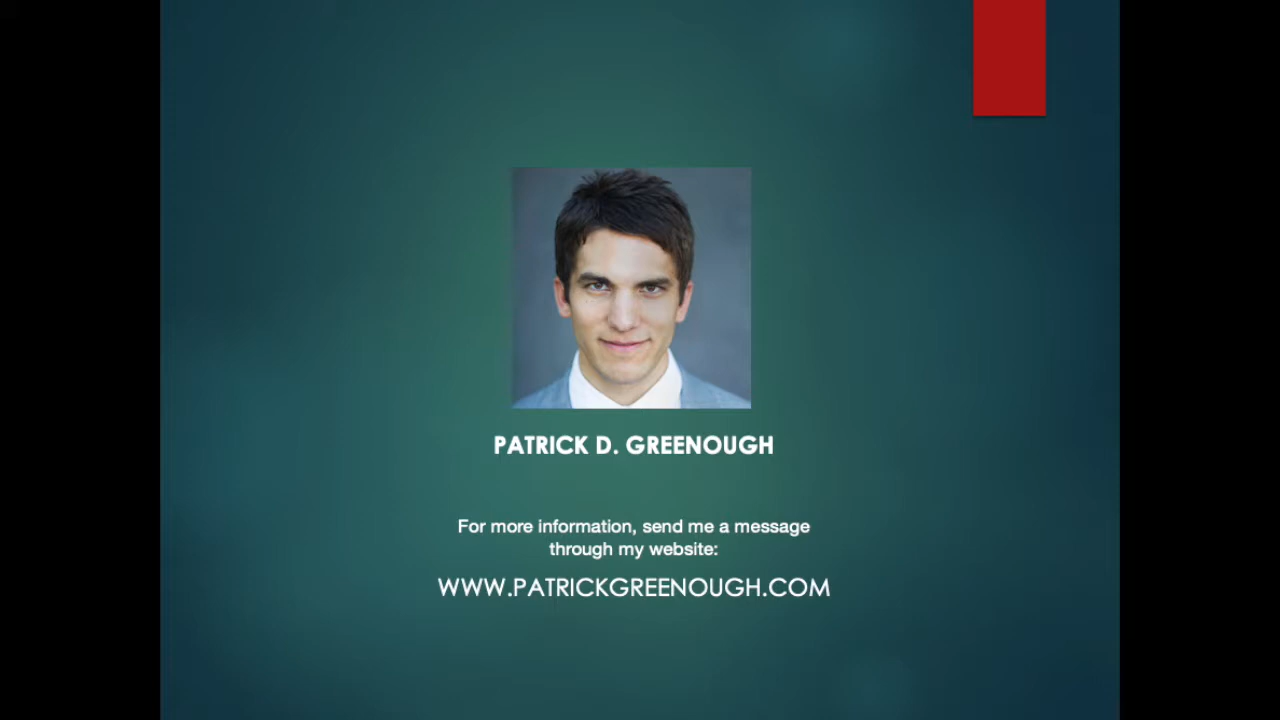 PATRICK D. GREENOUGH
For more information, send me a message
through my website:
WWW.PATRICKGREENOUGH.COM